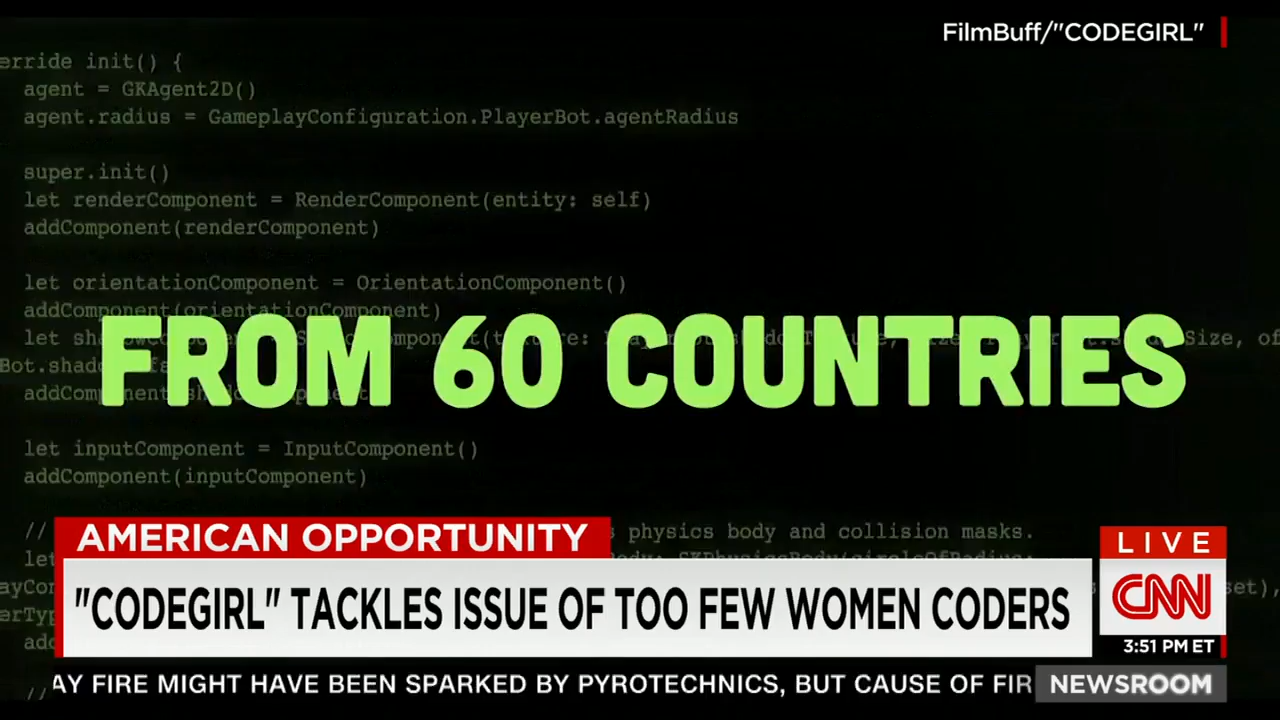 FilmBuff/"CODEGIRL"
erride init() {
agent = GKAgent2D()
agent.radius = GameplayConfiguration.PlayerBot.agentRadius
super.init()
let renderComponent = RenderComponent(entity: self)
addComponent(renderComponent)
let orientationComponent = OrientationComponent()
addComponent(orientationComponent)
FROM 60 COUNTRIES
let inputComponent = InputComponent()
addComponent(inputComponent)
// physics body and collision masks.
AMERICAN OPPORTUNITY
"CODEGIRL" TACKLES ISSUE OF TOO FEW WOMEN CODERS
LIVE
CNN
3:51 PM ET
AY FIRE MIGHT HAVE BEEN SPARKED BY PYROTECHNICS, BUT CAUSE OF FIR
NEWSROOM